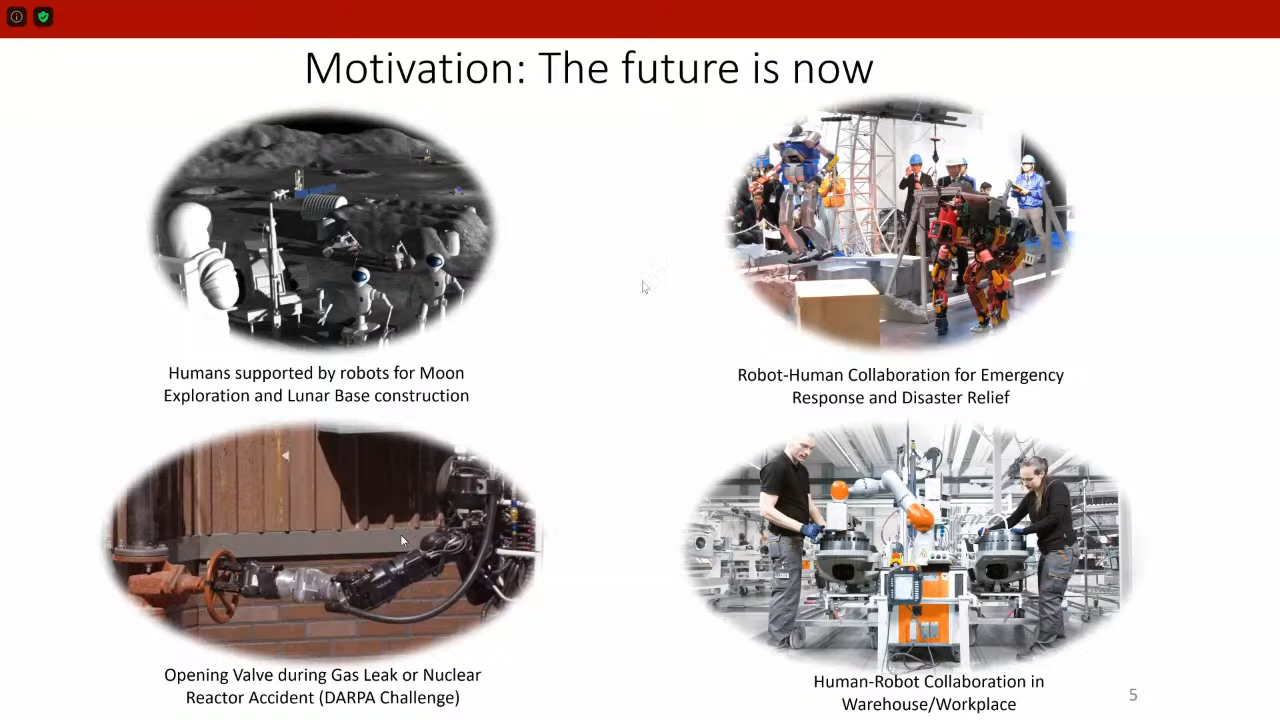 Motivation: The future is now
Humans supported by robots for Moon
Exploration and Lunar Base construction
Robot-Human Collaboration for Emergency
Response and Disaster Relief
Opening Valve during Gas Leak or Nuclear
Reactor Accident (DARPA Challenge)
Human-Robot Collaboration in
Warehouse/Workplace
5